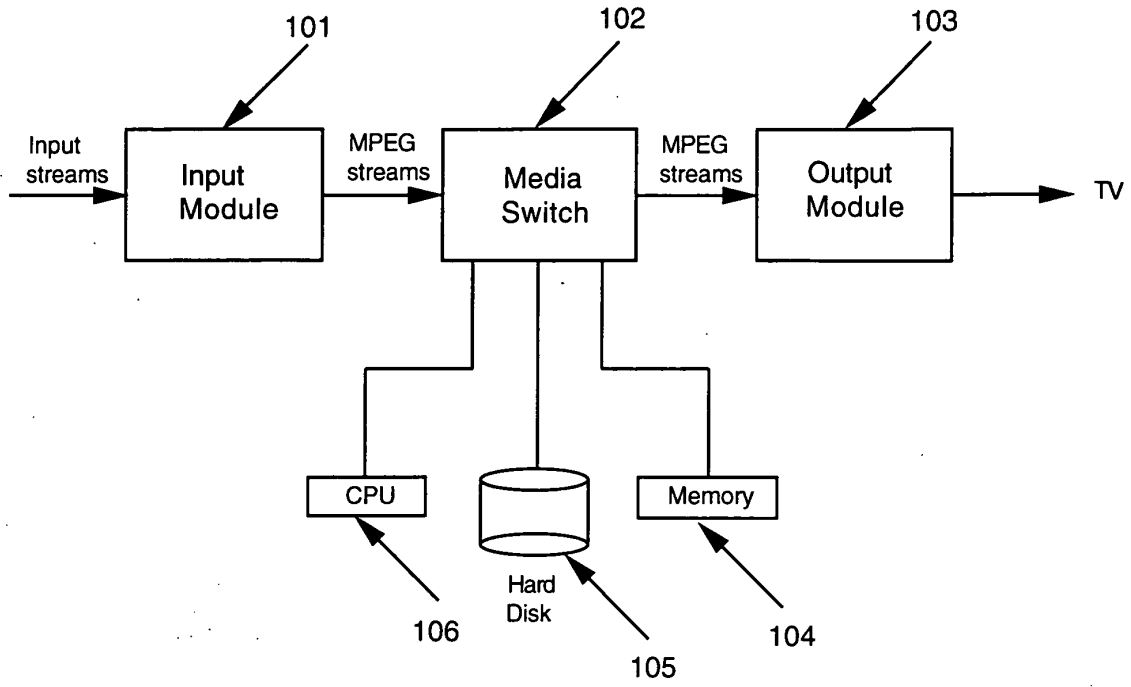 101
102
103
Input
streams
Input
Module
MPEG
streams
Media
Switch
MPEG
streams
Output
Module
TV
CPU
Memory
Hard
Disk
106
105
104